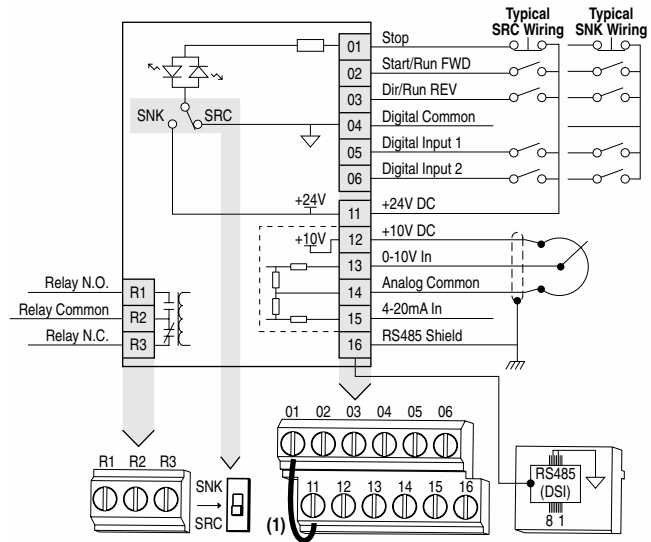 Typical SRC Wiring
Typical SNK Wiring
01 Stop
02 Start/Run FWD
03 Dir/Run REV
SNK SRC
04 Digital Common
05 Digital Input 1
06 Digital Input 2
+24V
11 +24V DC
+10V
12 +10V DC
13 0-10V In
14 Analog Common
15 4-20mA In
16 RS485 Shield
Relay N.O. R1
Relay Common R2
Relay N.C. R3
01 02 03 04 05 06
R1 R2 R3
SNK
SRC
11 12 13 14 15 16
(1)
RS485
(DSI)
8 1